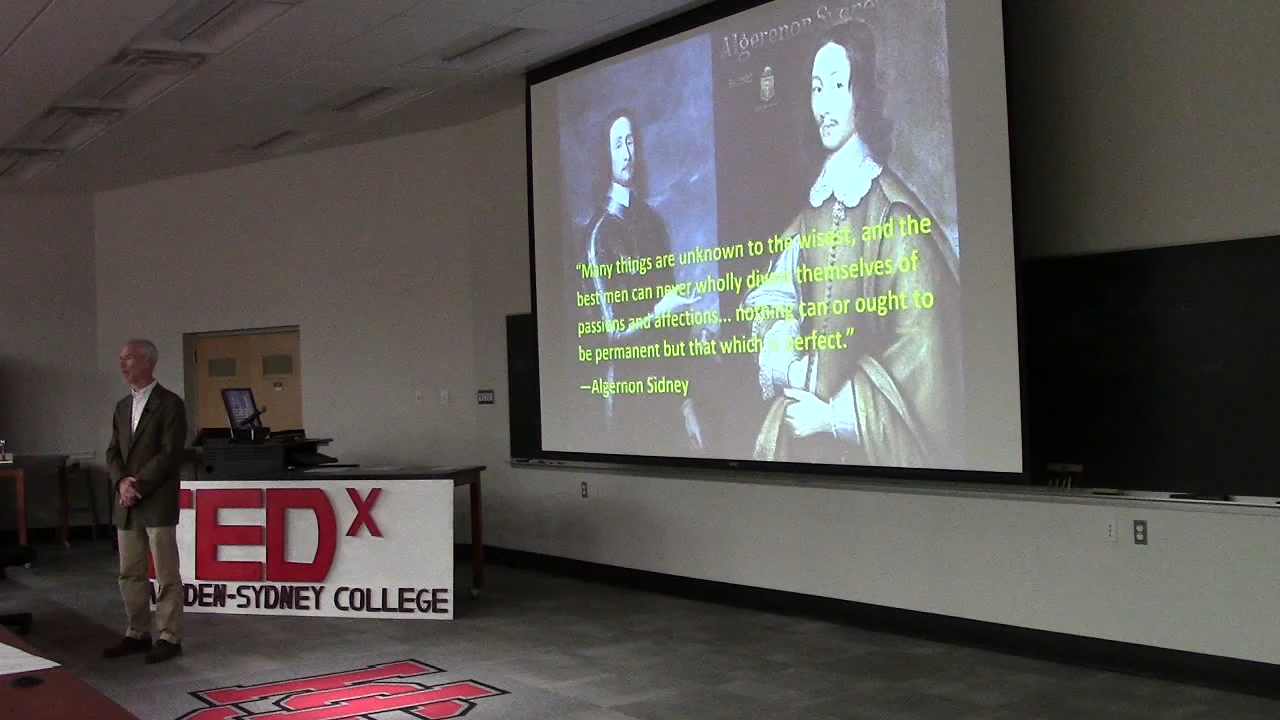 Algerenon
“Many things are unknown to the wisest, and the
best men can never wholly divest themselves of
passions and affections... nothing can or ought to
be permanent but that which is perfect.”
—Algernon Sidney
TEDX
DEN-SYDNEY COLLEGE